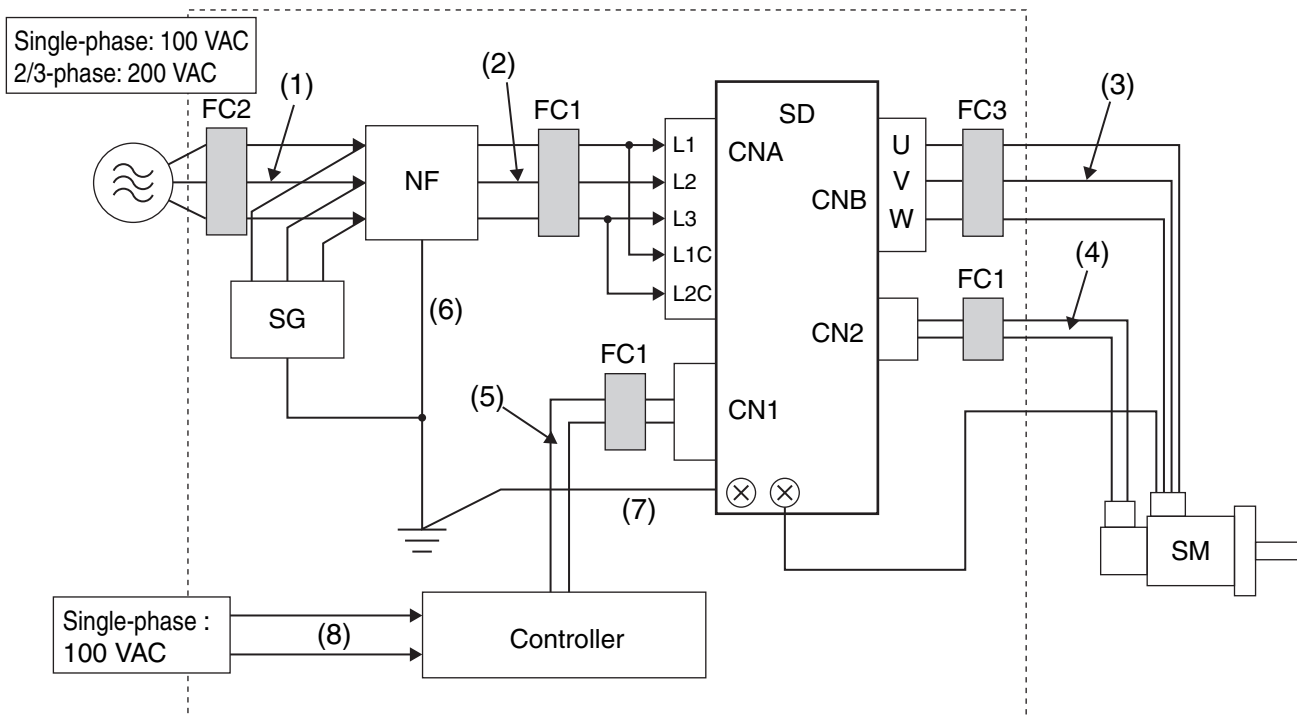 Single-phase: 100 VAC
2/3-phase: 200 VAC
(1)
(2)
(3)
FC2
FC1
SD
FC3
NF
L1
L2
L3
L1C
L2C
CNA
CNB
U
V
W
(4)
SG
(6)
FC1
CN2
FC1
(5)
CN1
(7)
SM
Single-phase :
100 VAC
(8)
Controller